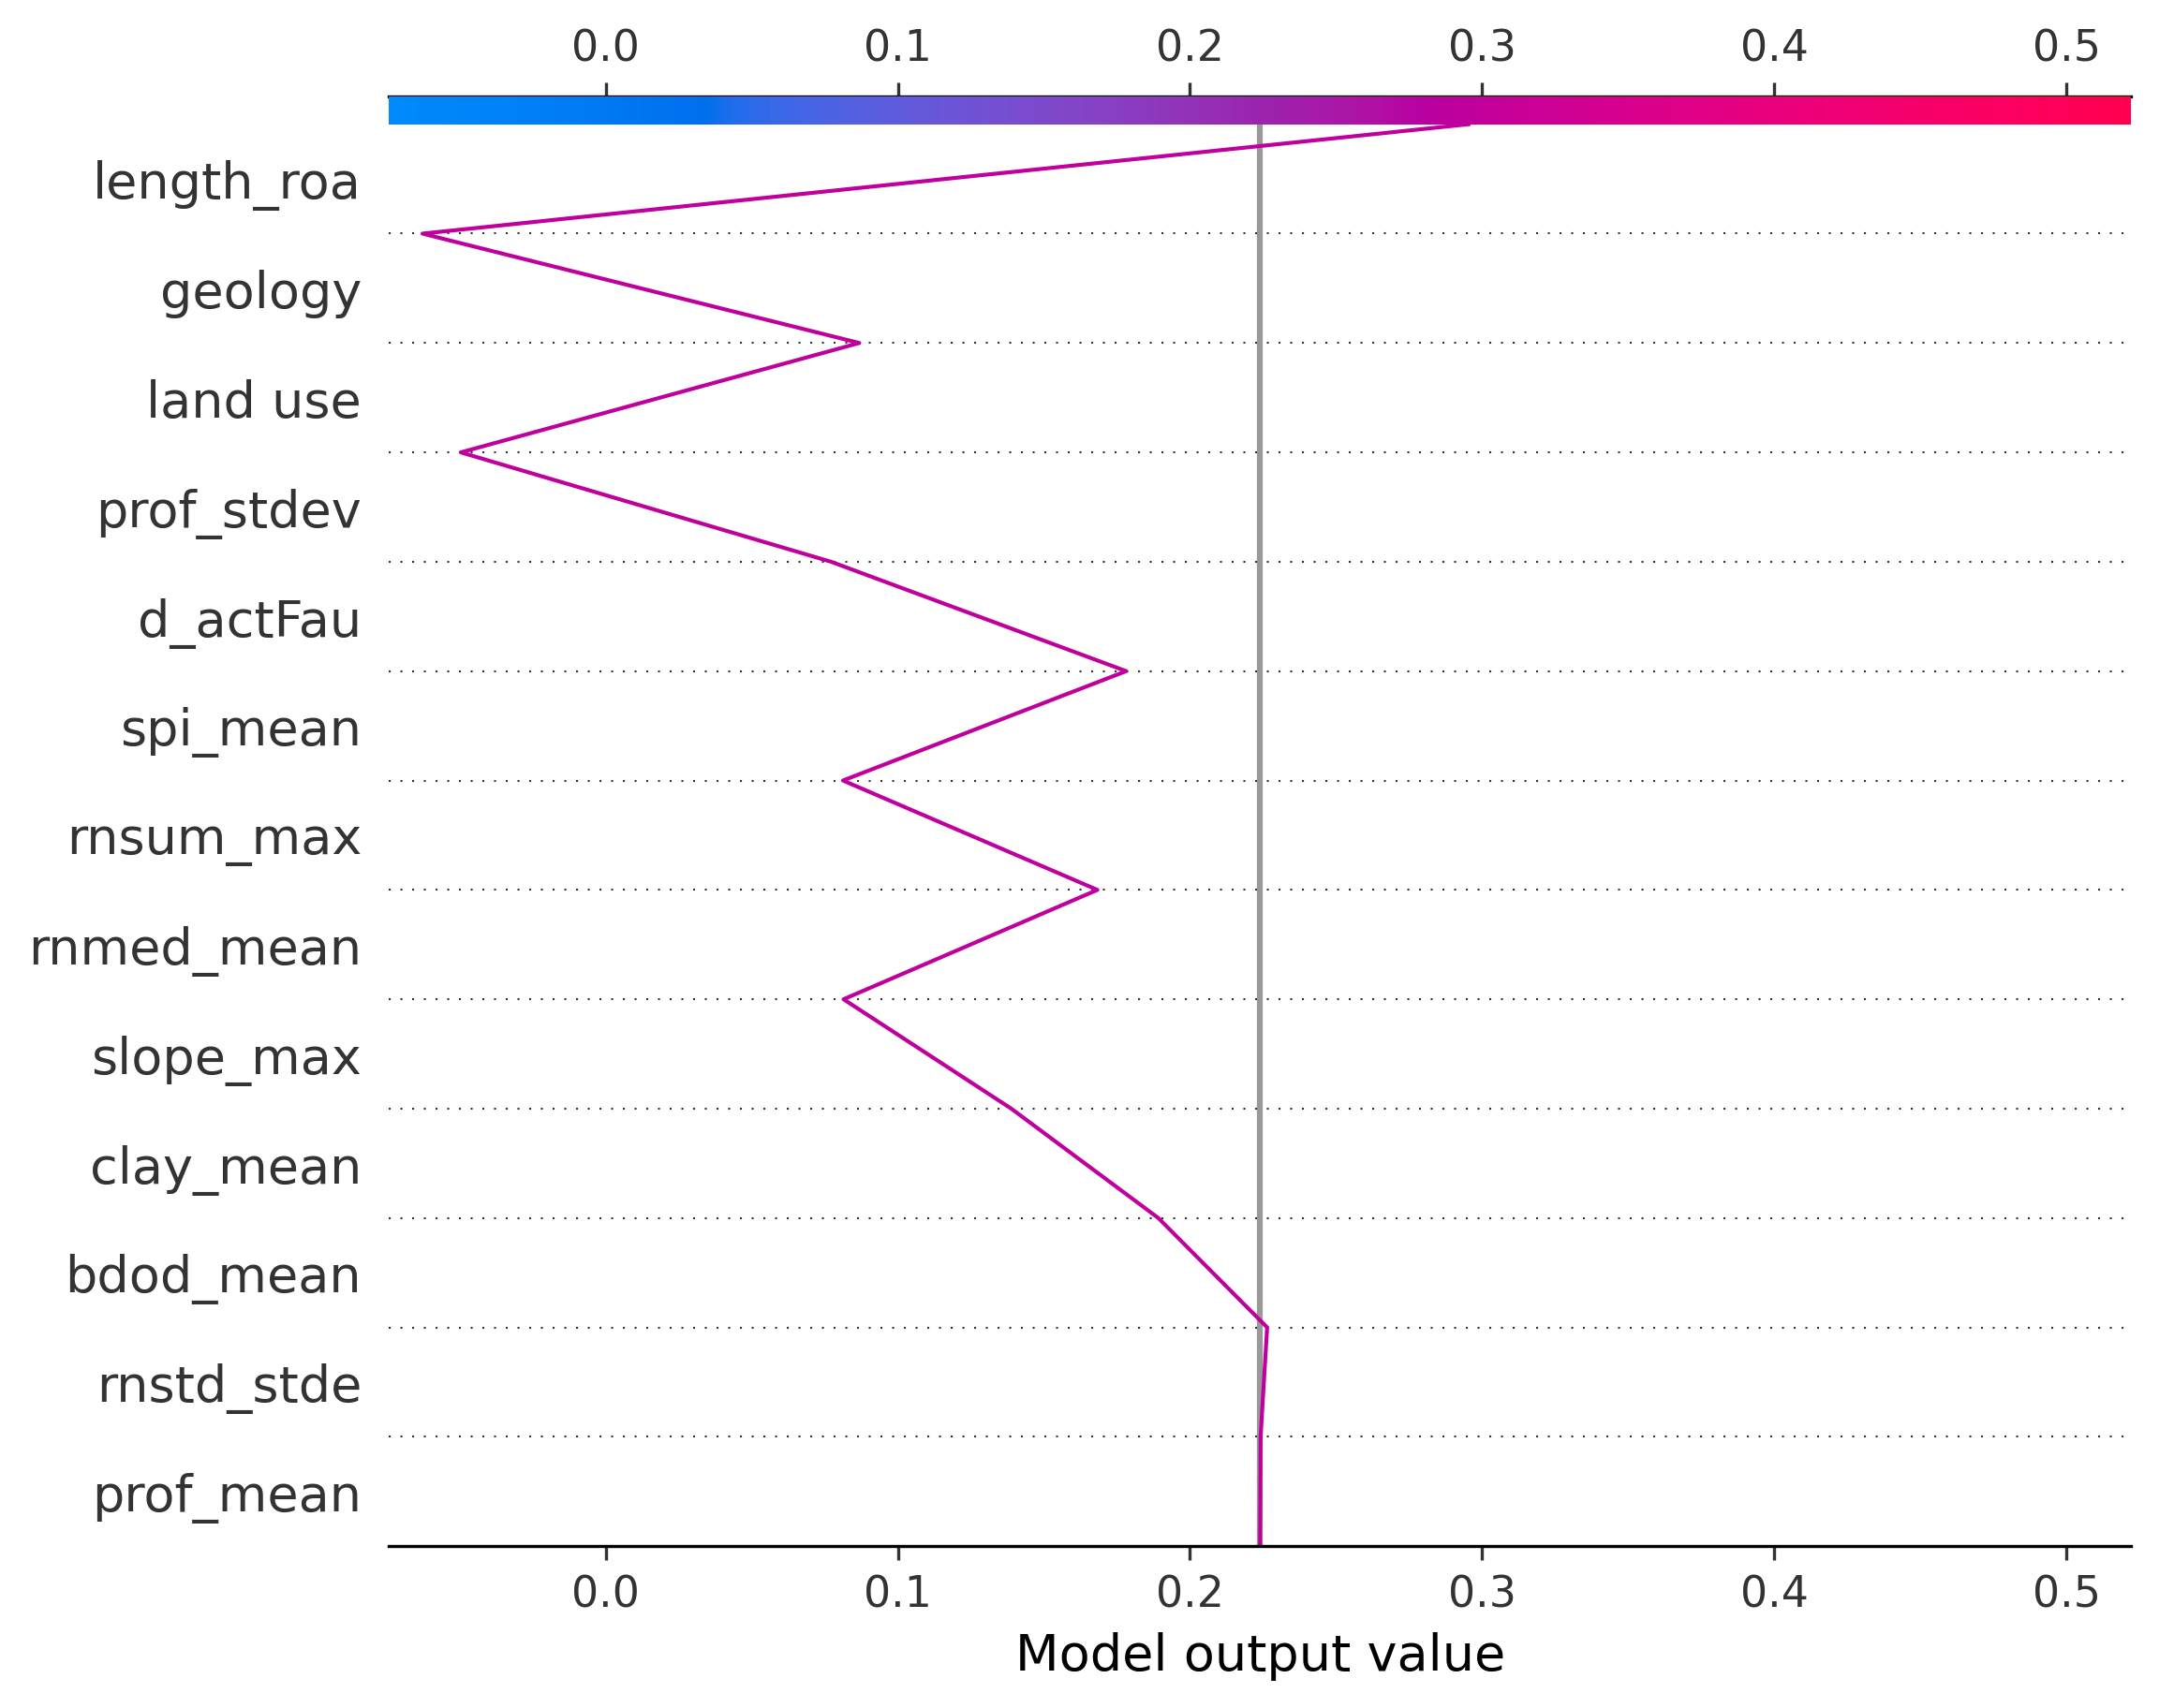 0.0 0.1 0.2 0.3 0.4 0.5
length_roa
geology
land use
prof_stdev
d_actFau
spi_mean
rnsum_max
rnmed_mean
slope_max
clay_mean
bdod_mean
rnstd_stde
prof_mean
0.0 0.1 0.2 0.3 0.4 0.5
Model output value